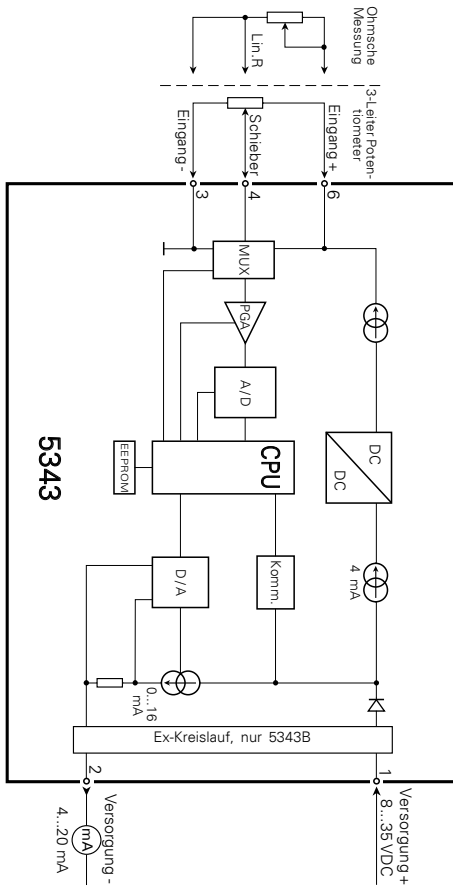 Ohmsche
Messung
Lin.R
3-Leiter Poten-
tiometer
Eingang -
Schieber
Eingang +
3
4
6
MUX
PGA
A/D
DC
DC
CPU
EEPROM
5343
4 mA
D/A
Komm.
0...16
mA
Ex-Kreislauf, nur 5343B
2
1
Versorgung -
4...20 mA
mA
Versorgung +
8...35 VDC